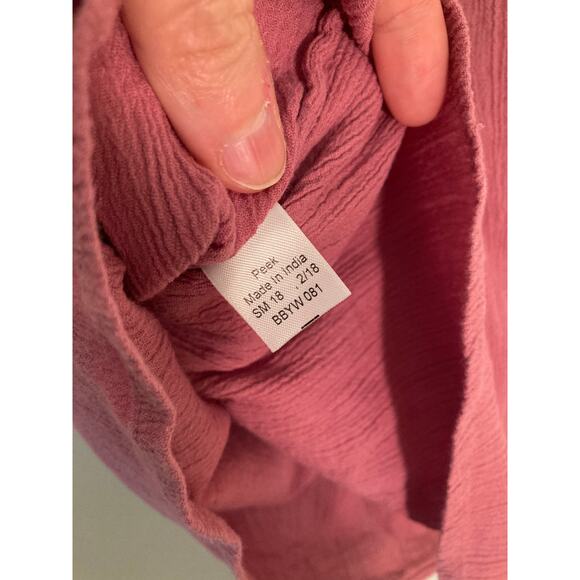 Peek
Made in India
SM 18 , 2/18
BBYW 081